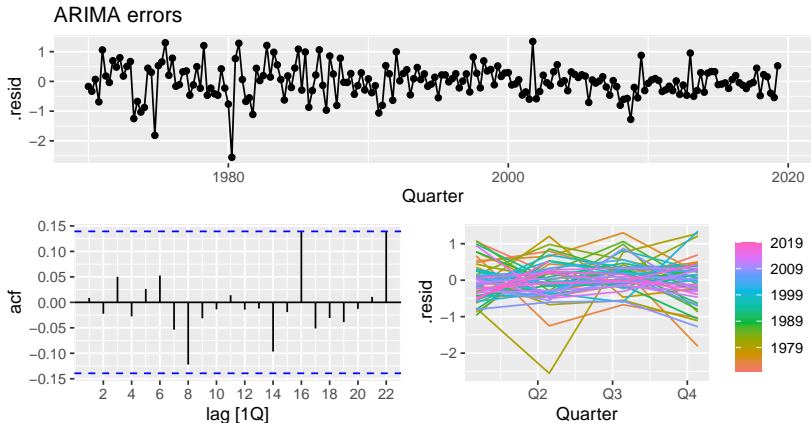 ARIMA errors
.resid
1
0
−1
−2
1980
2000
2020
Quarter
acf
0.15
0.10
0.05
0.00
−0.05
−0.10
−0.15
2 4 6 8 10 12 14 16 18 20 22
lag [1Q]
.resid
1
0
−1
−2
Q2 Q3 Q4
Quarter
2019
2009
1999
1989
1979